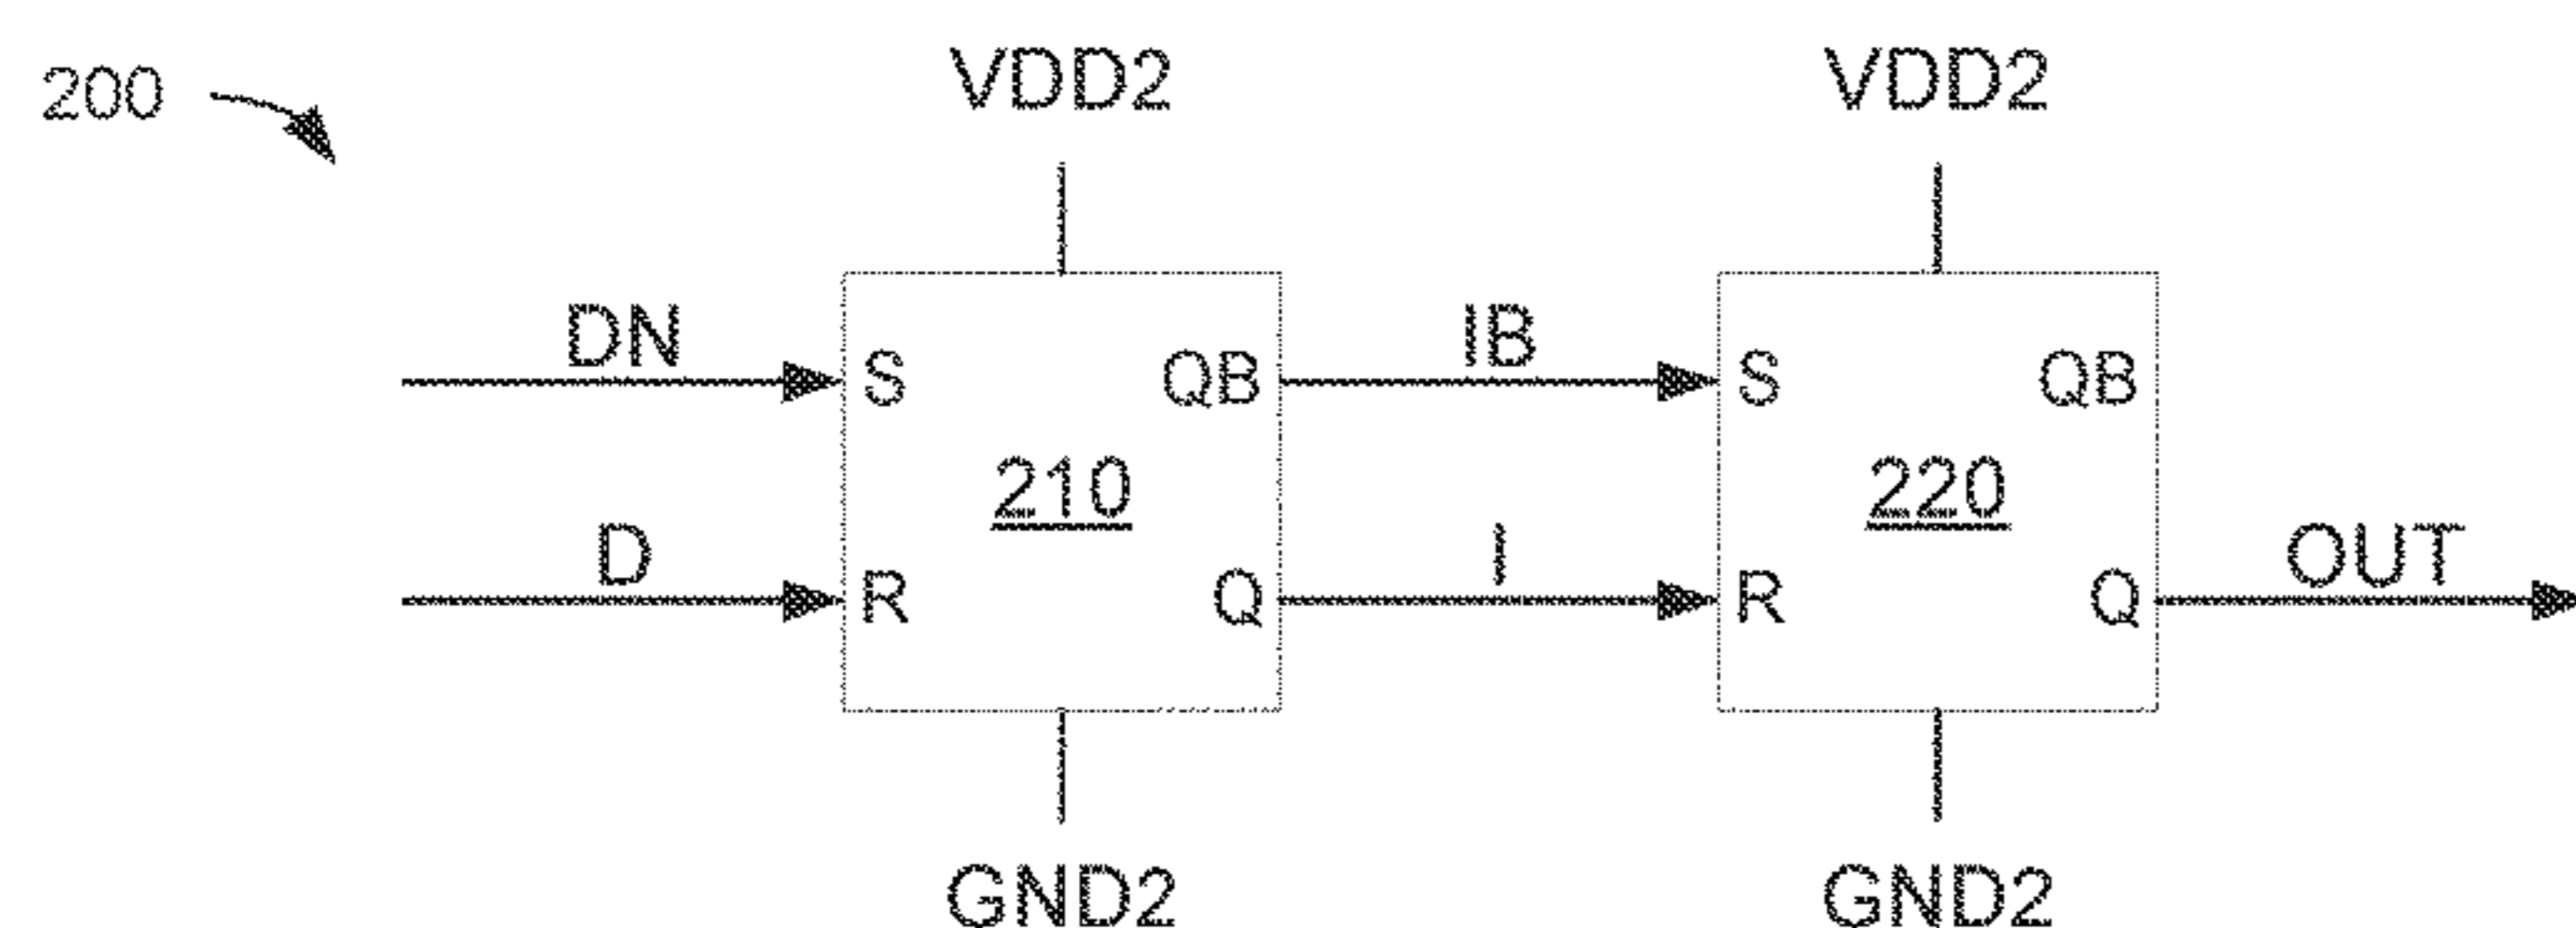 200
VDD2 VDD2
DN IB
S QB S QB
210 220
D I OUT
R Q R Q
GND2 GND2